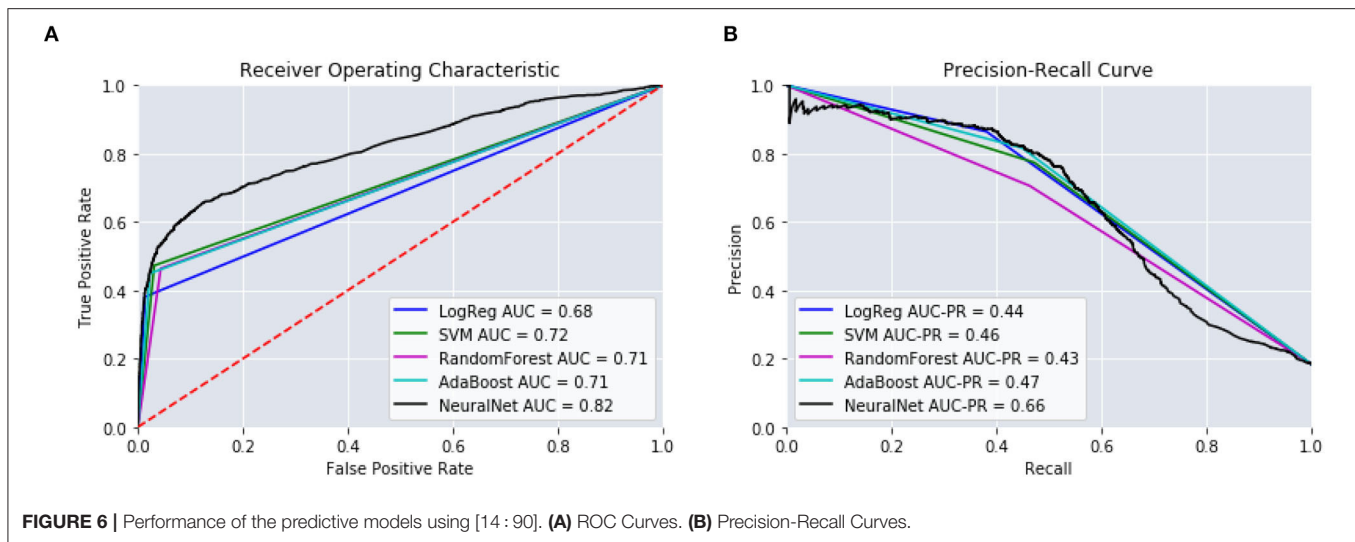 A
Receiver Operating Characteristic
1.0
0.8
0.6
0.4
0.2
0.0
True Positive Rate
LogReg AUC = 0.68
SVM AUC = 0.72
RandomForest AUC = 0.71
AdaBoost AUC = 0.71
NeuralNet AUC = 0.82
0.0 0.2 0.4 0.6 0.8 1.0
False Positive Rate
B
Precision-Recall Curve
1.0
0.8
0.6
0.4
0.2
0.0
Precision
LogReg AUC-PR = 0.44
SVM AUC-PR = 0.46
RandomForest AUC-PR = 0.43
AdaBoost AUC-PR = 0.47
NeuralNet AUC-PR = 0.66
0.0 0.2 0.4 0.6 0.8 1.0
Recall
FIGURE 6 | Performance of the predictive models using [14 : 90]. (A) ROC Curves. (B) Precision-Recall Curves.